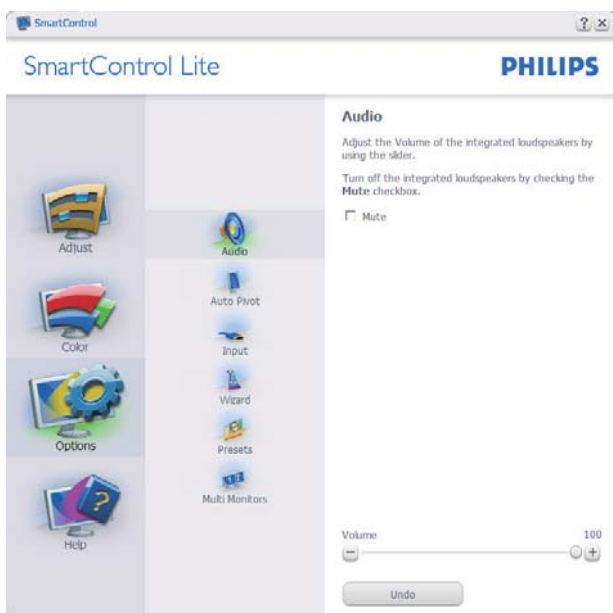 SmartControl
SmartControl Lite
PHILIPS
Adjust
Color
Options
Help
Audio
Auto Pivot
Input
Wizard
Presets
Multi Monitors
Audio
Adjust the Volume of the integrated loudspeakers by
using the slider.
Turn off the integrated loudspeakers by checking the
Mute checkbox.
Mute
Volume 100
Undo